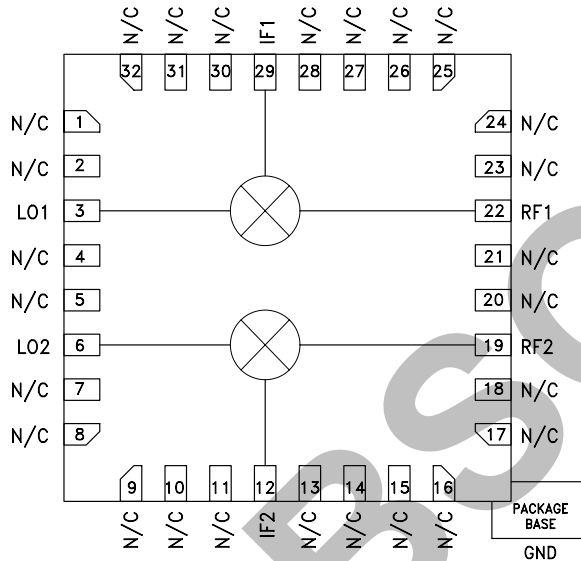 N/C N/C N/C IF1 N/C N/C N/C N/C
32 31 30 29 28 27 26 25
N/C 1 24 N/C
N/C 2 23 N/C
LO1 3 22 RF1
N/C 4 21 N/C
N/C 5 20 N/C
LO2 6 19 RF2
N/C 7 18 N/C
N/C 8 17 N/C
9 10 11 12 13 14 15 16
N/C N/C N/C IF2 N/C N/C N/C N/C
PACKAGE
BASE
GND
BSO